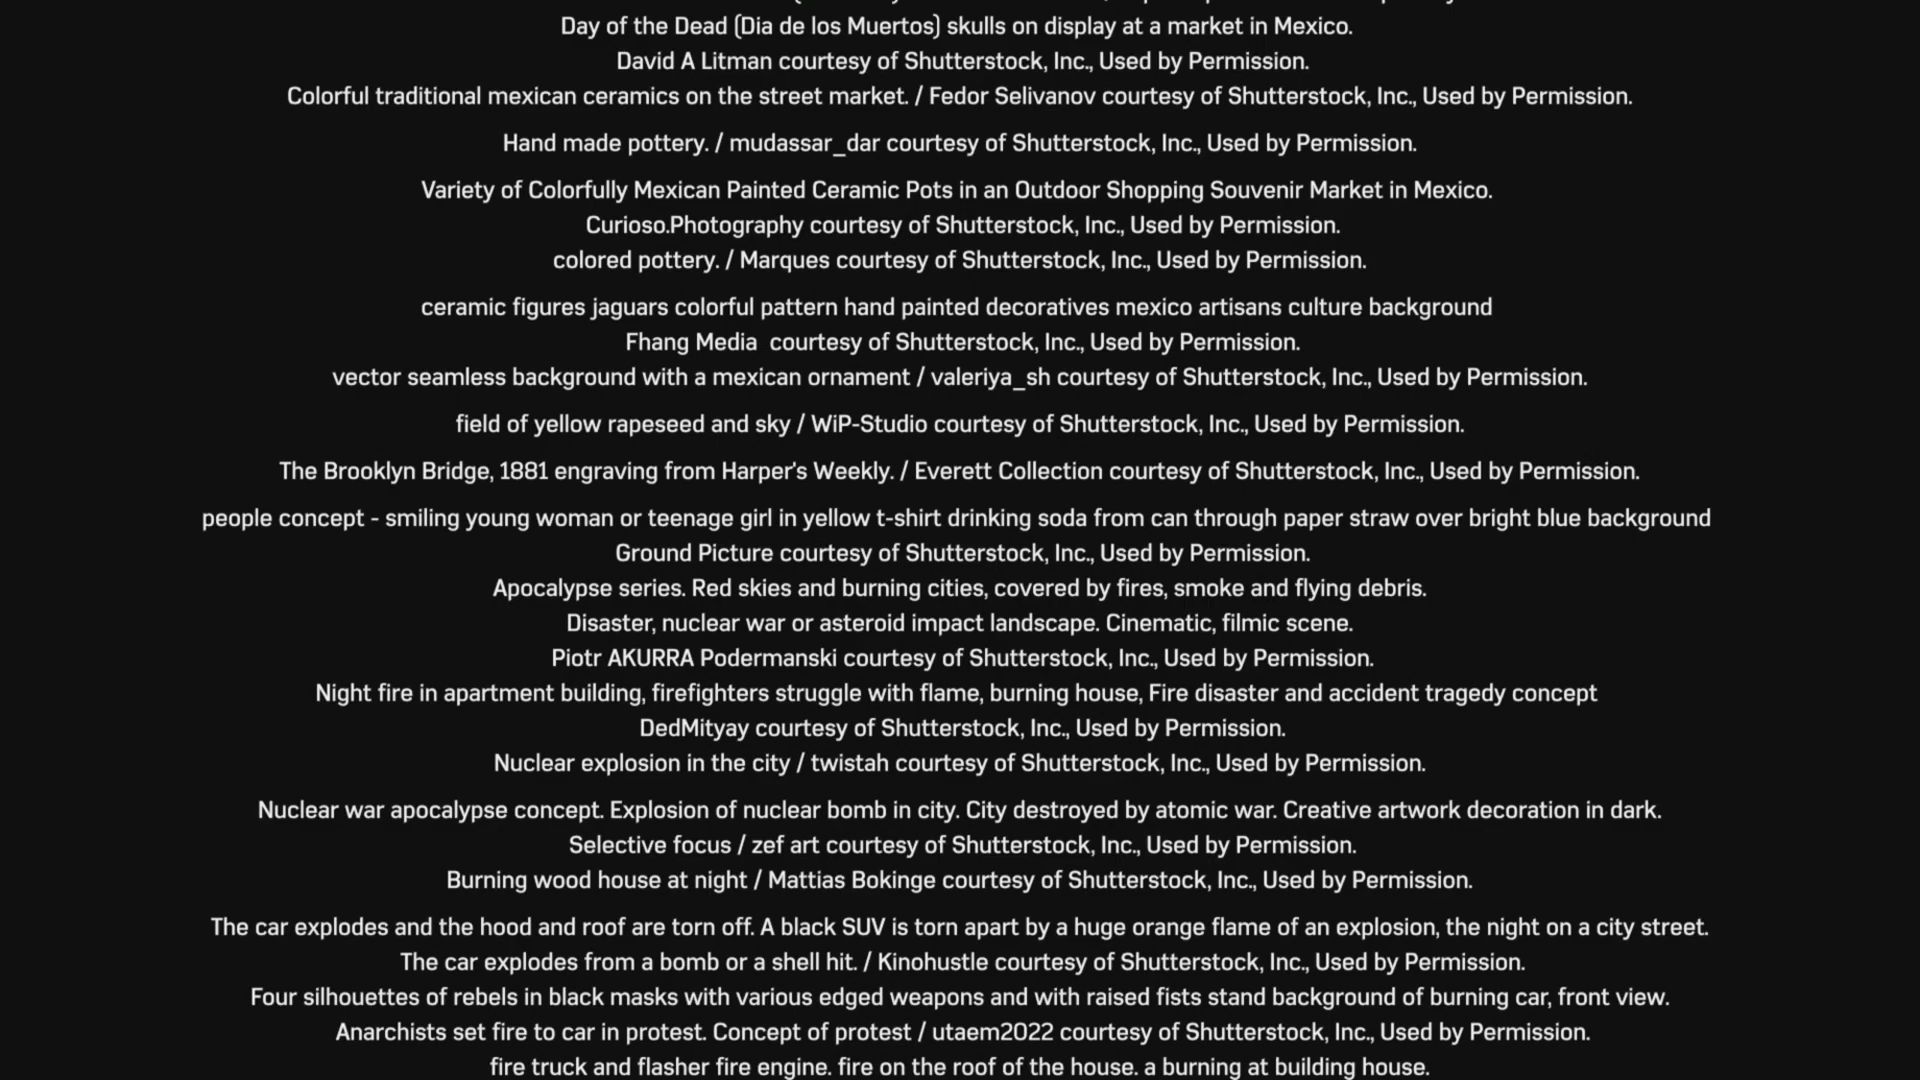 Day of the Dead (Dia de los Muertos) skulls on display at a market in Mexico.
David A Litman courtesy of Shutterstock, Inc., Used by Permission.
Colorful traditional mexican ceramics on the street market. / Fedor Selivanov courtesy of Shutterstock, Inc., Used by Permission.
Hand made pottery. / mudassar_dar courtesy of Shutterstock, Inc., Used by Permission.
Variety of Colorfully Mexican Painted Ceramic Pots in an Outdoor Shopping Souvenir Market in Mexico.
Curioso.Photography courtesy of Shutterstock, Inc., Used by Permission.
colored pottery. / Marques courtesy of Shutterstock, Inc., Used by Permission.
ceramic figures jaguars colorful pattern hand painted decoratives mexico artisans culture background
Fhang Media  courtesy of Shutterstock, Inc., Used by Permission.
vector seamless background with a mexican ornament / valeriya_sh courtesy of Shutterstock, Inc., Used by Permission.
field of yellow rapeseed and sky / WiP-Studio courtesy of Shutterstock, Inc., Used by Permission.
The Brooklyn Bridge, 1881 engraving from Harper's Weekly. / Everett Collection courtesy of Shutterstock, Inc., Used by Permission.
people concept - smiling young woman or teenage girl in yellow t-shirt drinking soda from can through paper straw over bright blue background
Ground Picture courtesy of Shutterstock, Inc., Used by Permission.
Apocalypse series. Red skies and burning cities, covered by fires, smoke and flying debris.
Disaster, nuclear war or asteroid impact landscape. Cinematic, filmic scene.
Piotr AKURRA Podermanski courtesy of Shutterstock, Inc., Used by Permission.
Night fire in apartment building, firefighters struggle with flame, burning house, Fire disaster and accident tragedy concept
DedMityay courtesy of Shutterstock, Inc., Used by Permission.
Nuclear explosion in the city / twistah courtesy of Shutterstock, Inc., Used by Permission.
Nuclear war apocalypse concept. Explosion of nuclear bomb in city. City destroyed by atomic war. Creative artwork decoration in dark.
Selective focus / zef art courtesy of Shutterstock, Inc., Used by Permission.
Burning wood house at night / Mattias Bokinge courtesy of Shutterstock, Inc., Used by Permission.
The car explodes and the hood and roof are torn off. A black SUV is torn apart by a huge orange flame of an explosion, the night on a city street.
The car explodes from a bomb or a shell hit. / Kinohustle courtesy of Shutterstock, Inc., Used by Permission.
Four silhouettes of rebels in black masks with various edged weapons and with raised fists stand background of burning car, front view.
Anarchists set fire to car in protest. Concept of protest / utaem2022 courtesy of Shutterstock, Inc., Used by Permission.
fire truck and flasher fire engine. fire on the roof of the house. a burning at building house.